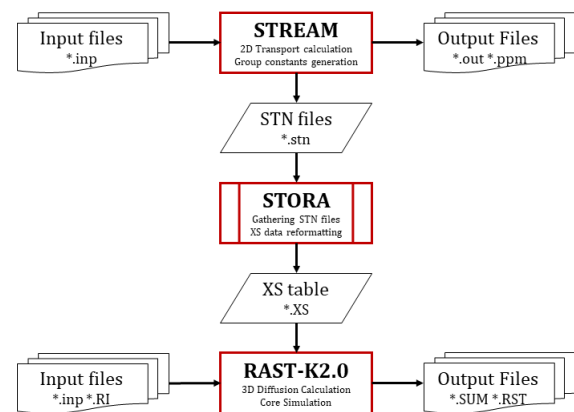 Input files
*.inp
STREAM
2D Transport calculation
Group constants generation
Output Files
*.out *.ppm
STN files
*.stn
STORA
Gathering STN files
XS data reformatting
XS table
*.XS
Input files
*.inp *.RI
RAST-K2.0
3D Diffusion Calculation
Core Simulation
Output Files
*.SUM *.RST